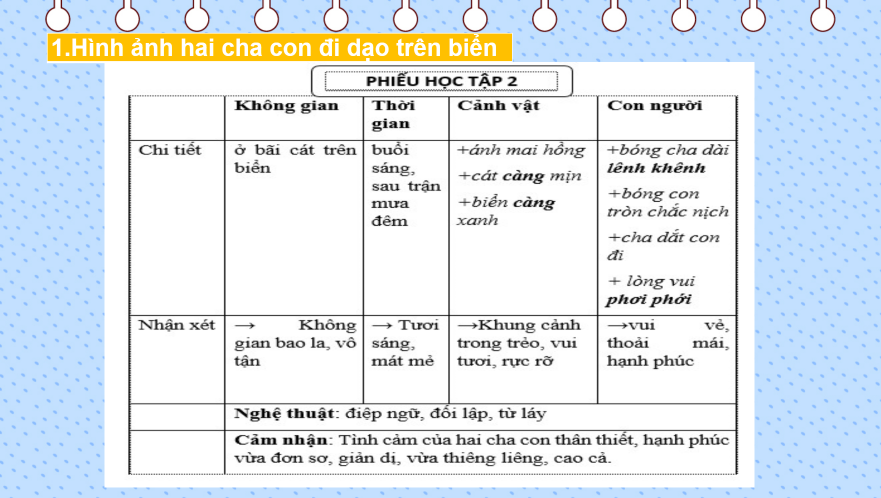 1.Hình ảnh hai cha con đi dạo trên biển
PHIẾU HỌC TẬP 2
Không gian
Thời
gian
Cảnh vật
Con người
Chi tiết
ở bãi cát trên
biển
buổi
sáng,
sau trận
mưa
đêm
+ánh mai hồng
+cát càng mịn
+biển càng
xanh
+bóng cha dài
lênh khênh
+bóng con
tròn chắc nịch
+cha dắt con
đi
+ lòng vui
phơi phới
Nhận xét
→ Không
gian bao la, vô
tận
→ Tươi
sáng,
mát mẻ
→Khung cảnh
trong trẻo, vui
tươi, rực rỡ
→vui vẻ,
thoải mái,
hạnh phúc
Nghệ thuật: điệp ngữ, đối lập, từ láy
Cảm nhận: Tình cảm của hai cha con thân thiết, hạnh phúc
vừa đơn sơ, giản dị, vừa thiêng liêng, cao cả.